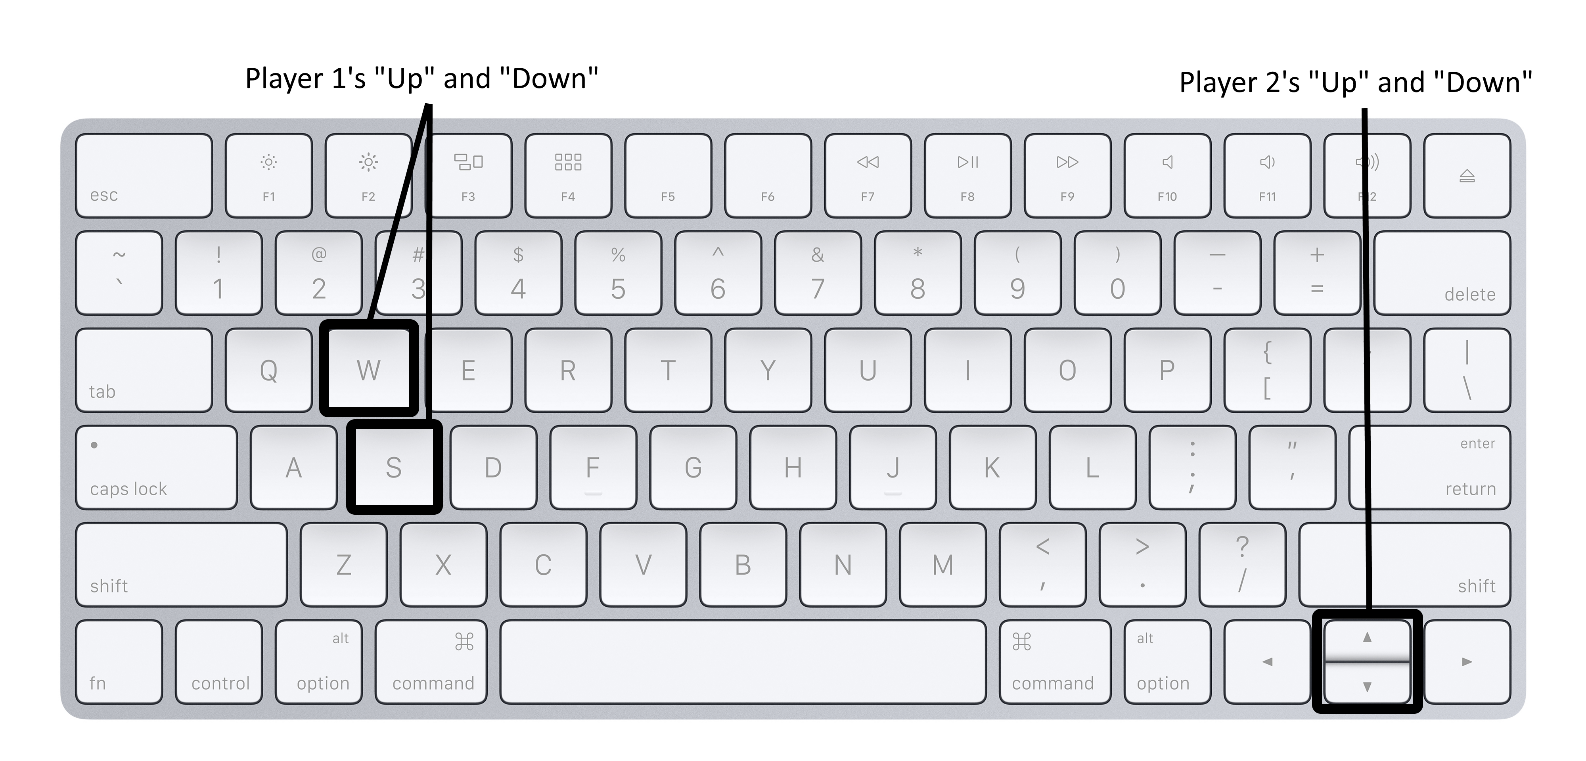 Player 1's "Up" and "Down"
Player 2's "Up" and "Down"
esc F1 F2 F3 F4 F5 F6 F7 F8 F9 F10 F11
~ ! @ # $ % ^ & * ( ) — +
` 1 2 3 4 5 6 7 8 9 0 - = delete
tab Q W E R T Y U I O P { [ | \
caps lock A S D F G H J K L : ; " , enter return
shift Z X C V B N M < , > . ? / shift
fn control alt option ⌘ command ⌘ command alt option ◄ ▲ ▼ ►